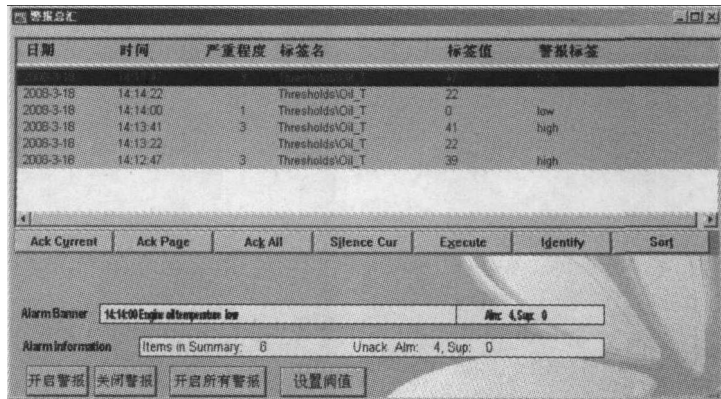 警报总汇
日期 时间 严重程度 标签名 标签值 警报标签
2008-3-18
2008-3-18 14:14:22 Thresholds\Oil_T 22
2008-3-18 14:14:00 1 Thresholds\Oil_T 0 low
2008-3-18 14:13:41 3 Thresholds\Oil_T 41 high
2008-3-18 14:13:22 Thresholds\Oil_T 22
2008-3-18 14:12:47 3 Thresholds\Oil_T 39 high
Ack Current Ack Page Ack All Silence Cur Execute Identify Sort
Alarm Banner 14:14:00 Engine oil temperature low Alm: 4, Sup: 0
Alarm Information Items in Summary: 6 Unack Alm: 4, Sup: 0
开启警报 关闭警报 开启所有警报 设置阈值